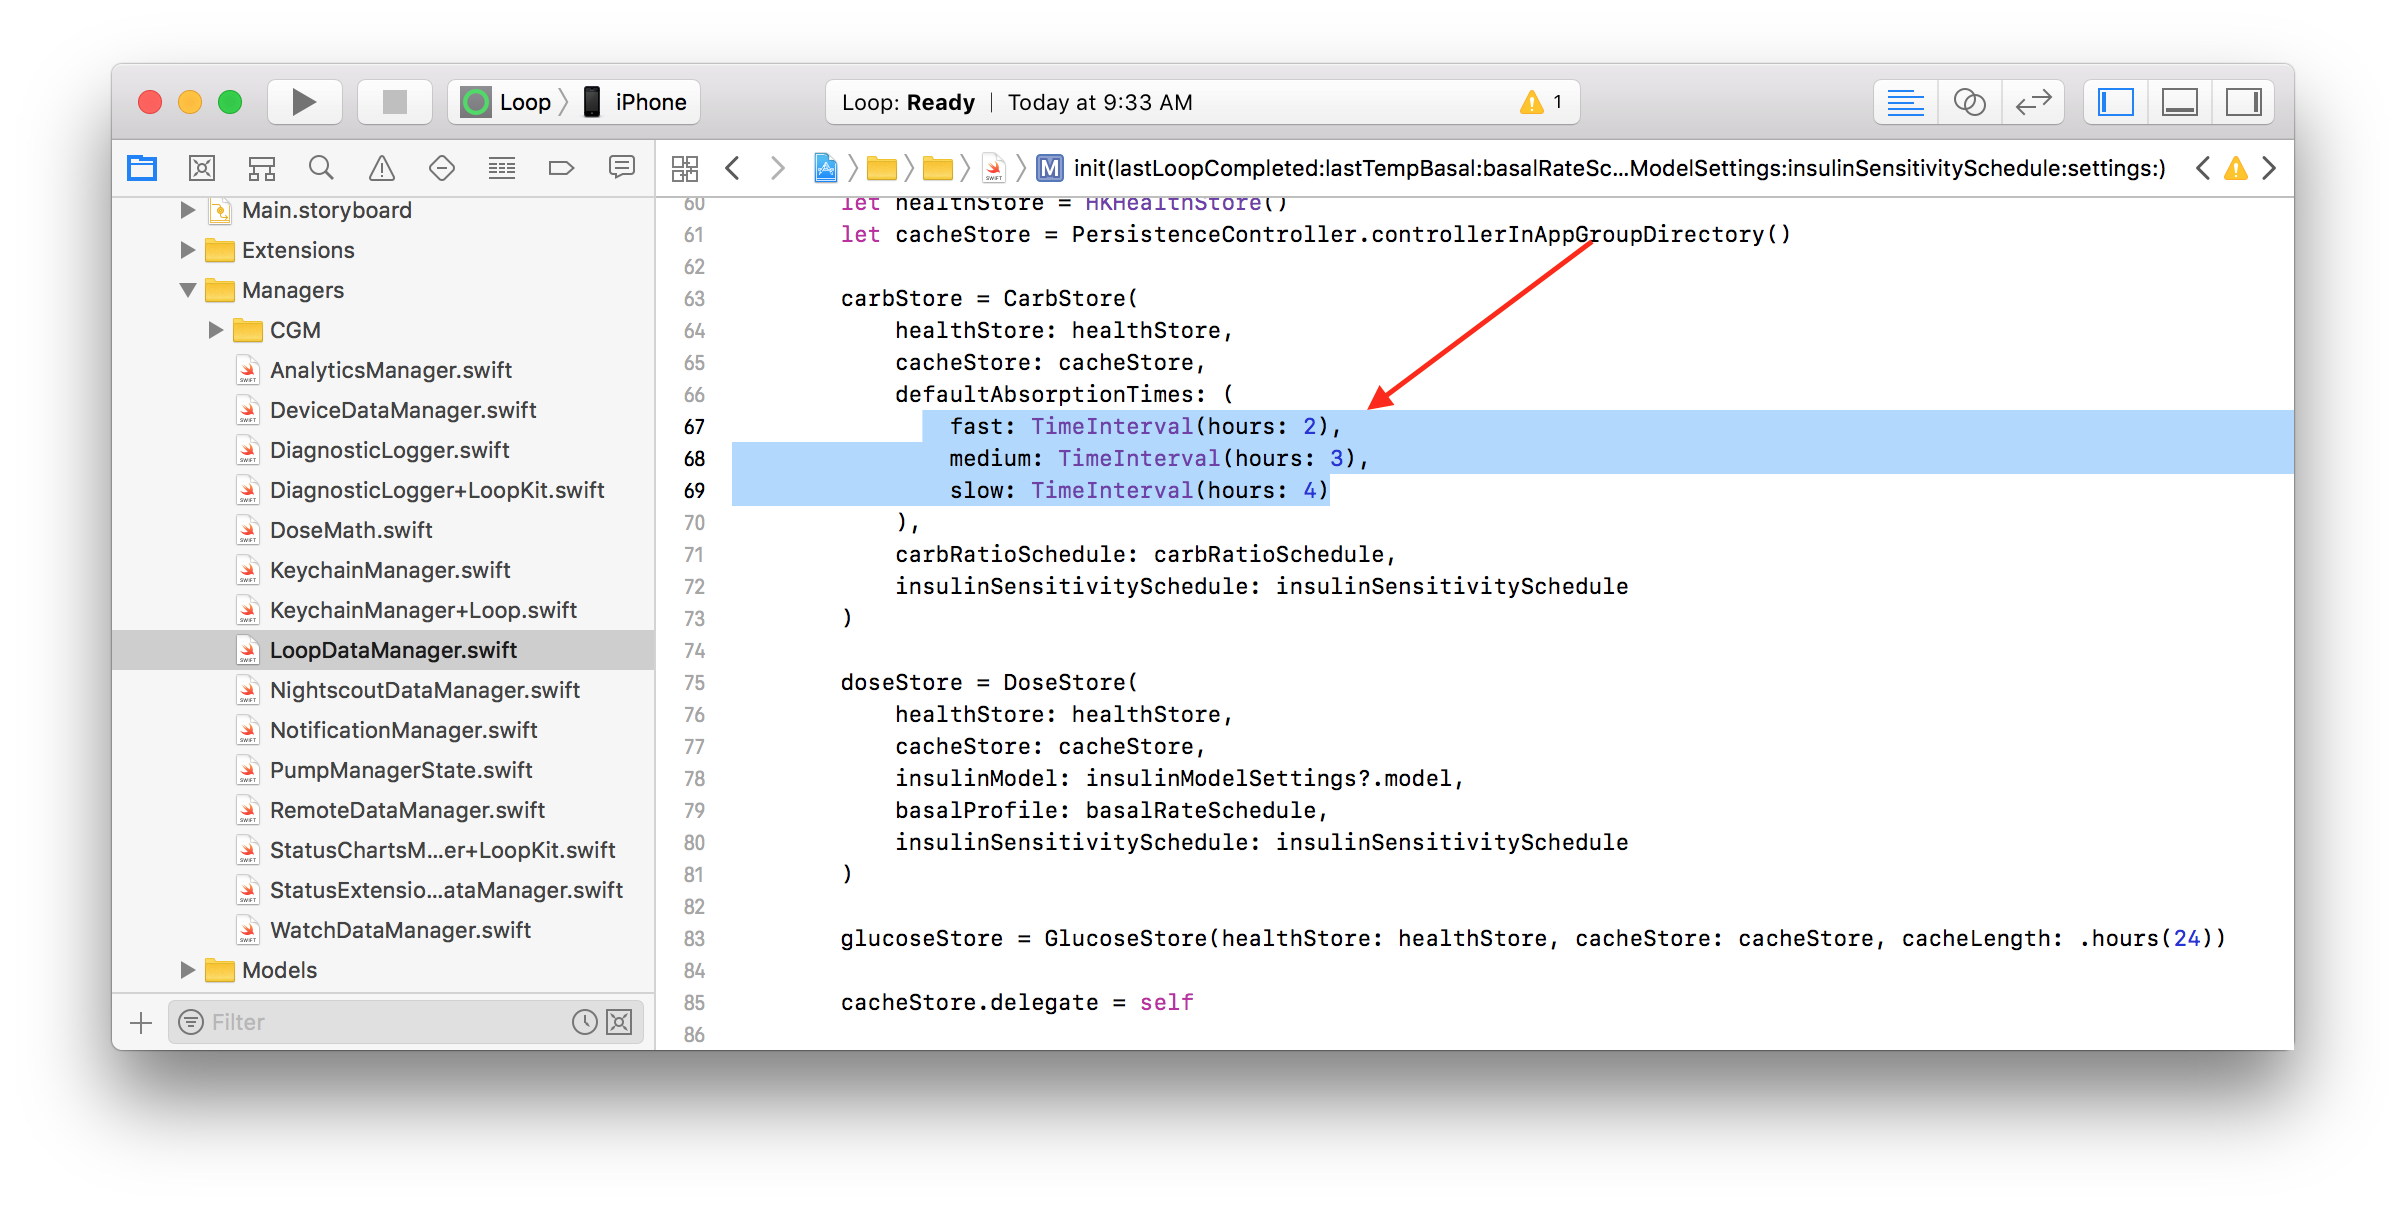 Loop iPhone
Loop: Ready | Today at 9:33 AM 1
init(lastLoopCompleted:lastTempBasal:basalRateSc...ModelSettings:insulinSensitivitySchedule:settings:)
Main.storyboard
Extensions
Managers
CGM
AnalyticsManager.swift
DeviceDataManager.swift
DiagnosticLogger.swift
DiagnosticLogger+LoopKit.swift
DoseMath.swift
KeychainManager.swift
KeychainManager+Loop.swift
LoopDataManager.swift
NightscoutDataManager.swift
NotificationManager.swift
PumpManagerState.swift
RemoteDataManager.swift
StatusChartsM...er+LoopKit.swift
StatusExtensio...ataManager.swift
WatchDataManager.swift
Models
Filter
60 let healthStore = HKHealthStore()
61 let cacheStore = PersistenceController.controllerInAppGroupDirectory()
62
63 carbStore = CarbStore(
64 healthStore: healthStore,
65 cacheStore: cacheStore,
66 defaultAbsorptionTimes: (
67 fast: TimeInterval(hours: 2),
68 medium: TimeInterval(hours: 3),
69 slow: TimeInterval(hours: 4)
70 ),
71 carbRatioSchedule: carbRatioSchedule,
72 insulinSensitivitySchedule: insulinSensitivitySchedule
73 )
74
75 doseStore = DoseStore(
76 healthStore: healthStore,
77 cacheStore: cacheStore,
78 insulinModel: insulinModelSettings?.model,
79 basalProfile: basalRateSchedule,
80 insulinSensitivitySchedule: insulinSensitivitySchedule
81 )
82
83 glucoseStore = GlucoseStore(healthStore: healthStore, cacheStore: cacheStore, cacheLength: .hours(24))
84
85 cacheStore.delegate = self
86